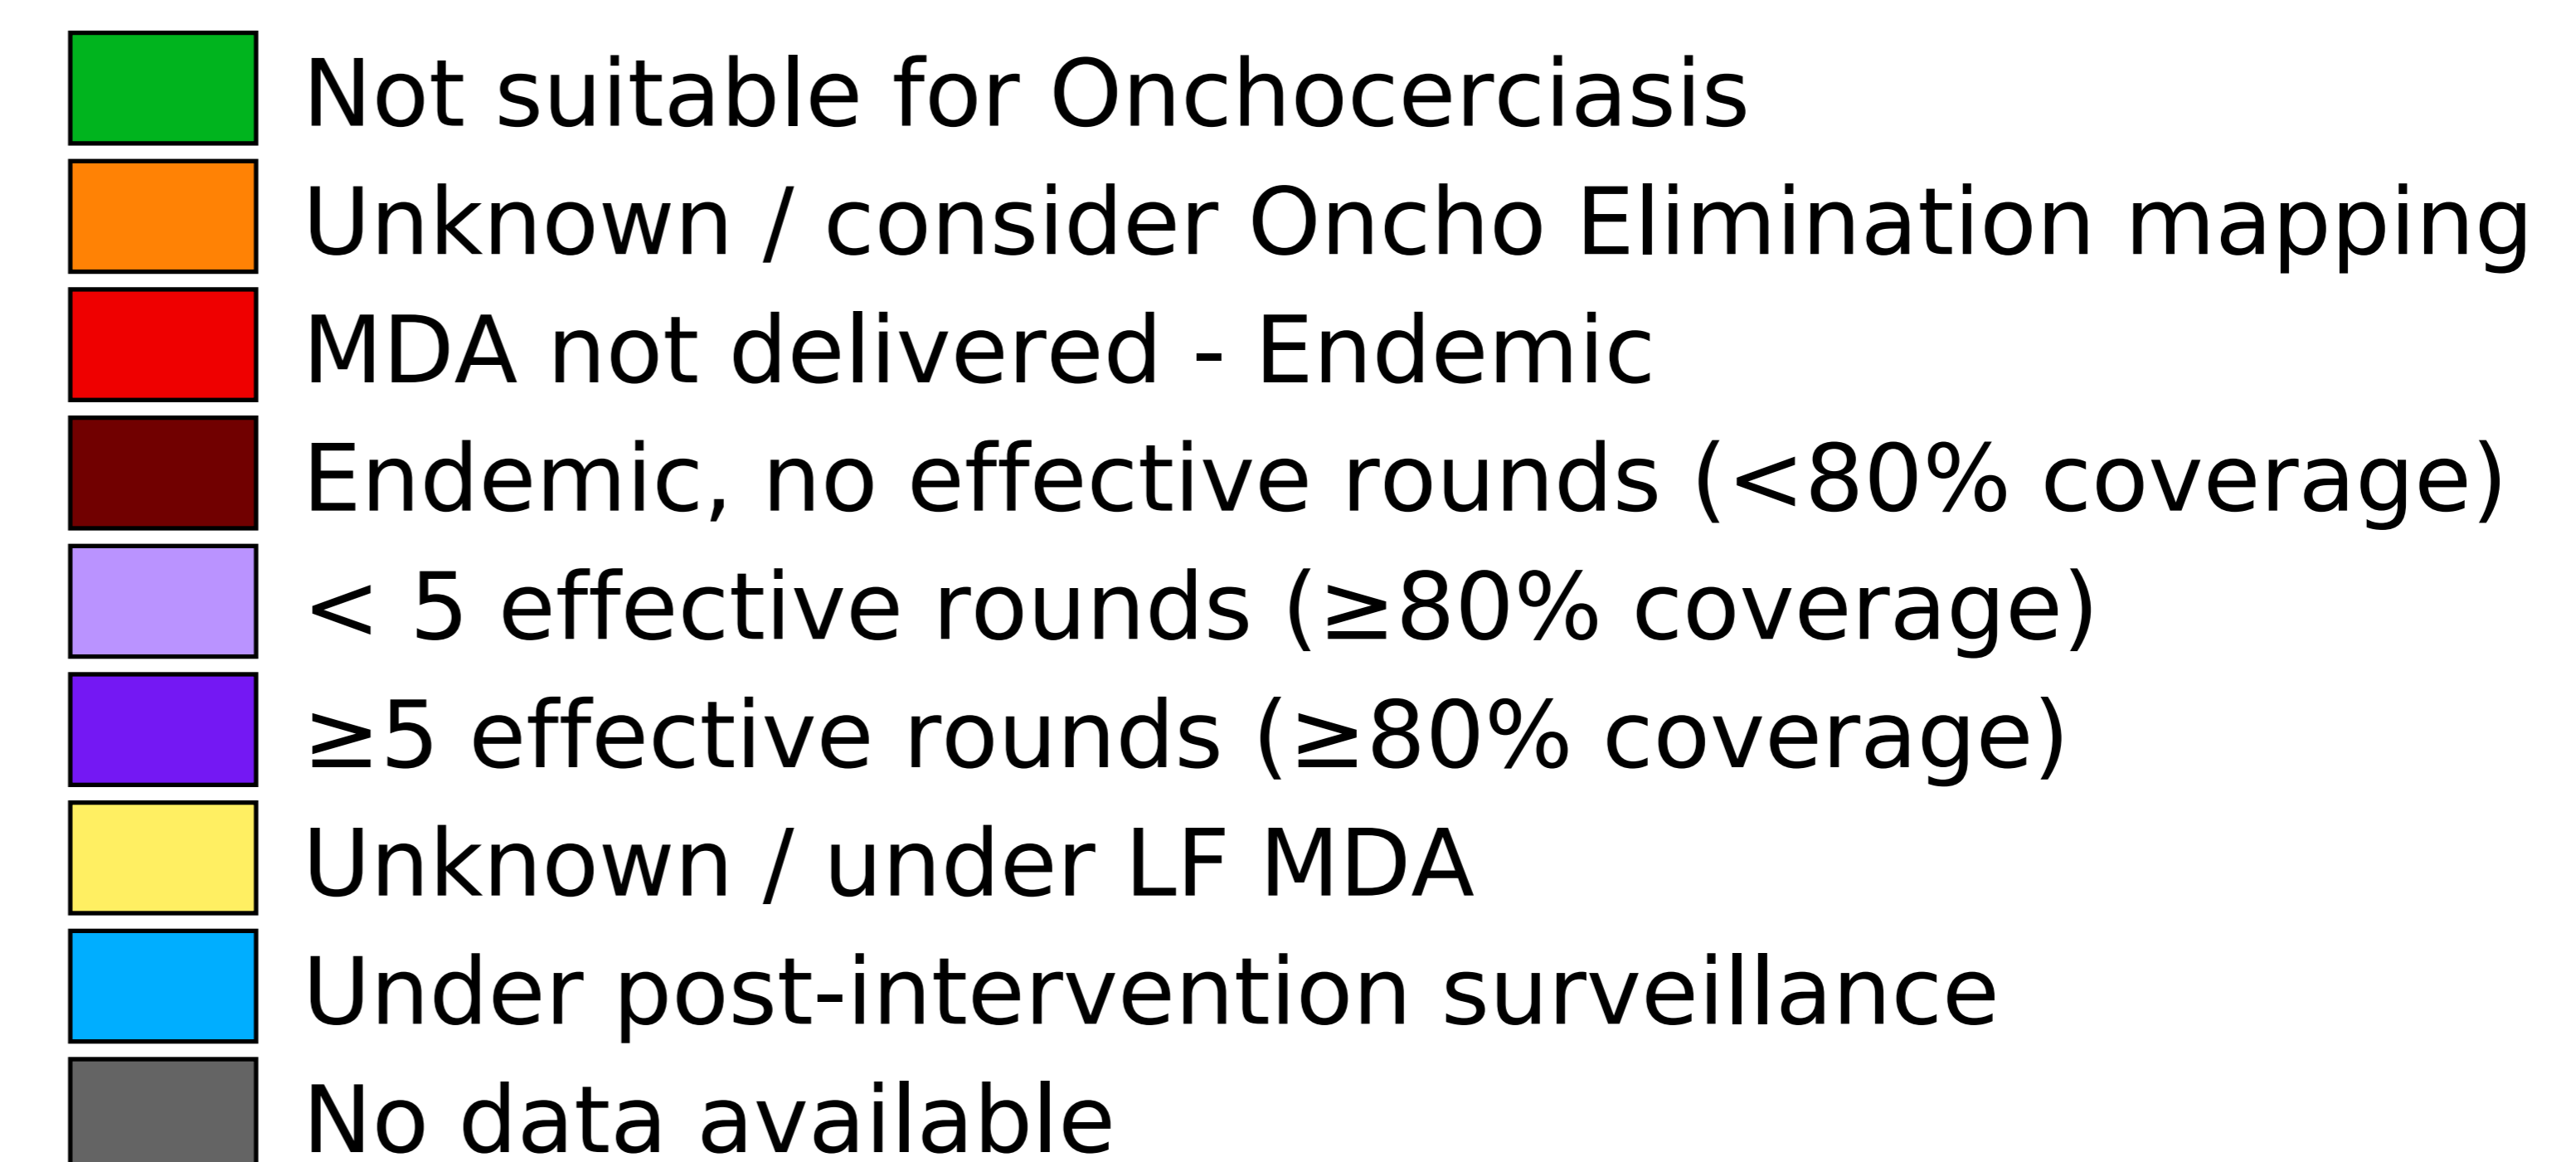 Not suitable for Onchocerciasis
Unknown / consider Oncho Elimination mapping
MDA not delivered - Endemic
Endemic, no effective rounds (<80% coverage)
< 5 effective rounds (≥80% coverage)
≥5 effective rounds (≥80% coverage)
Unknown / under LF MDA
Under post-intervention surveillance
No data available